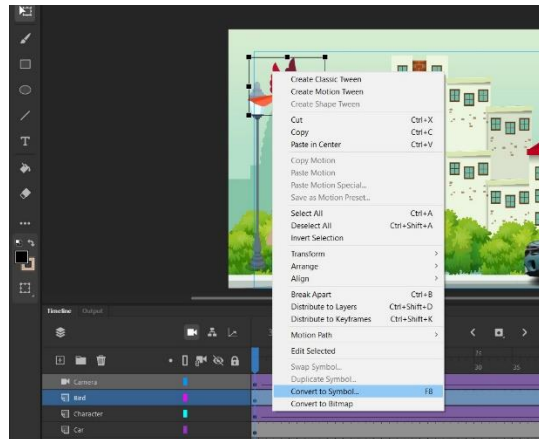 Create Classic Tween
Create Motion Tween
Create Shape Tween
Cut Ctrl+X
Copy Ctrl+C
Paste in Center Ctrl+V
Copy Motion
Paste Motion
Paste Motion Special...
Save as Motion Preset...
Select All Ctrl+A
Deselect All Ctrl+Shift+A
Invert Selection
Transform
Arrange
Align
Break Apart Ctrl+B
Distribute to Layers Ctrl+Shift+D
Distribute to Keyframes Ctrl+Shift+K
Motion Path
Edit Selected
Swap Symbol...
Duplicate Symbol...
Convert to Symbol... F8
Convert to Bitmap
Timeline Output
1s
30 35
Camera
Bird
Character
Car